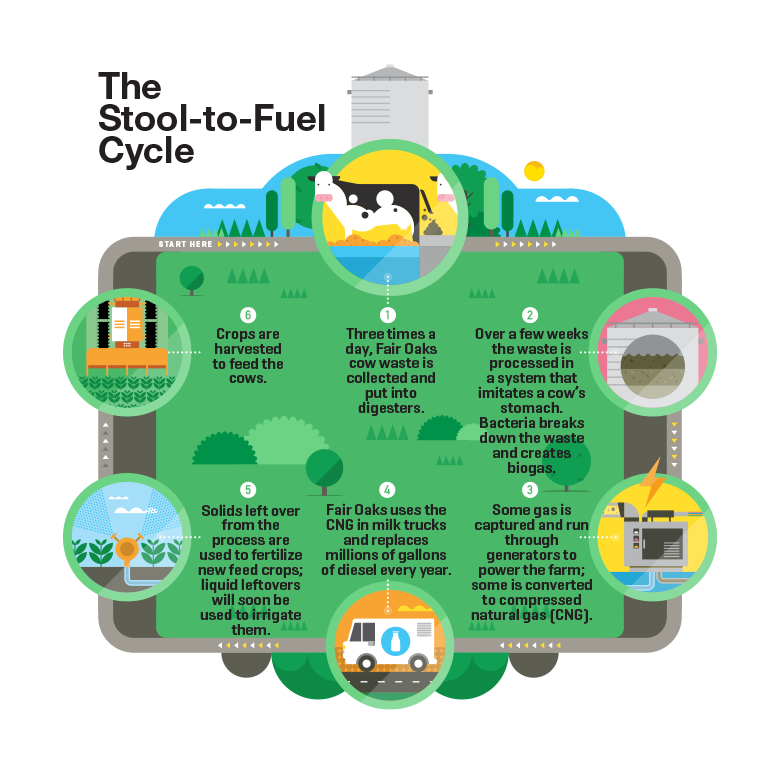 The
Stool-to-Fuel
Cycle
START HERE
1
Three times a
day, Fair Oaks
cow waste is
collected and
put into
digesters.
2
Over a few weeks
the waste is
processed in
a system that
imitates a cow's
stomach.
Bacteria breaks
down the waste
and creates
biogas.
3
Some gas is
captured and run
through
generators to
power the farm;
some is converted
to compressed
natural gas (CNG).
4
Fair Oaks uses the
CNG in milk trucks
and replaces
millions of gallons
of diesel every year.
5
Solids left over
from the
process are
used to fertilize
new feed crops;
liquid leftovers
will soon be
used to irrigate
them.
6
Crops are
harvested
to feed the
cows.